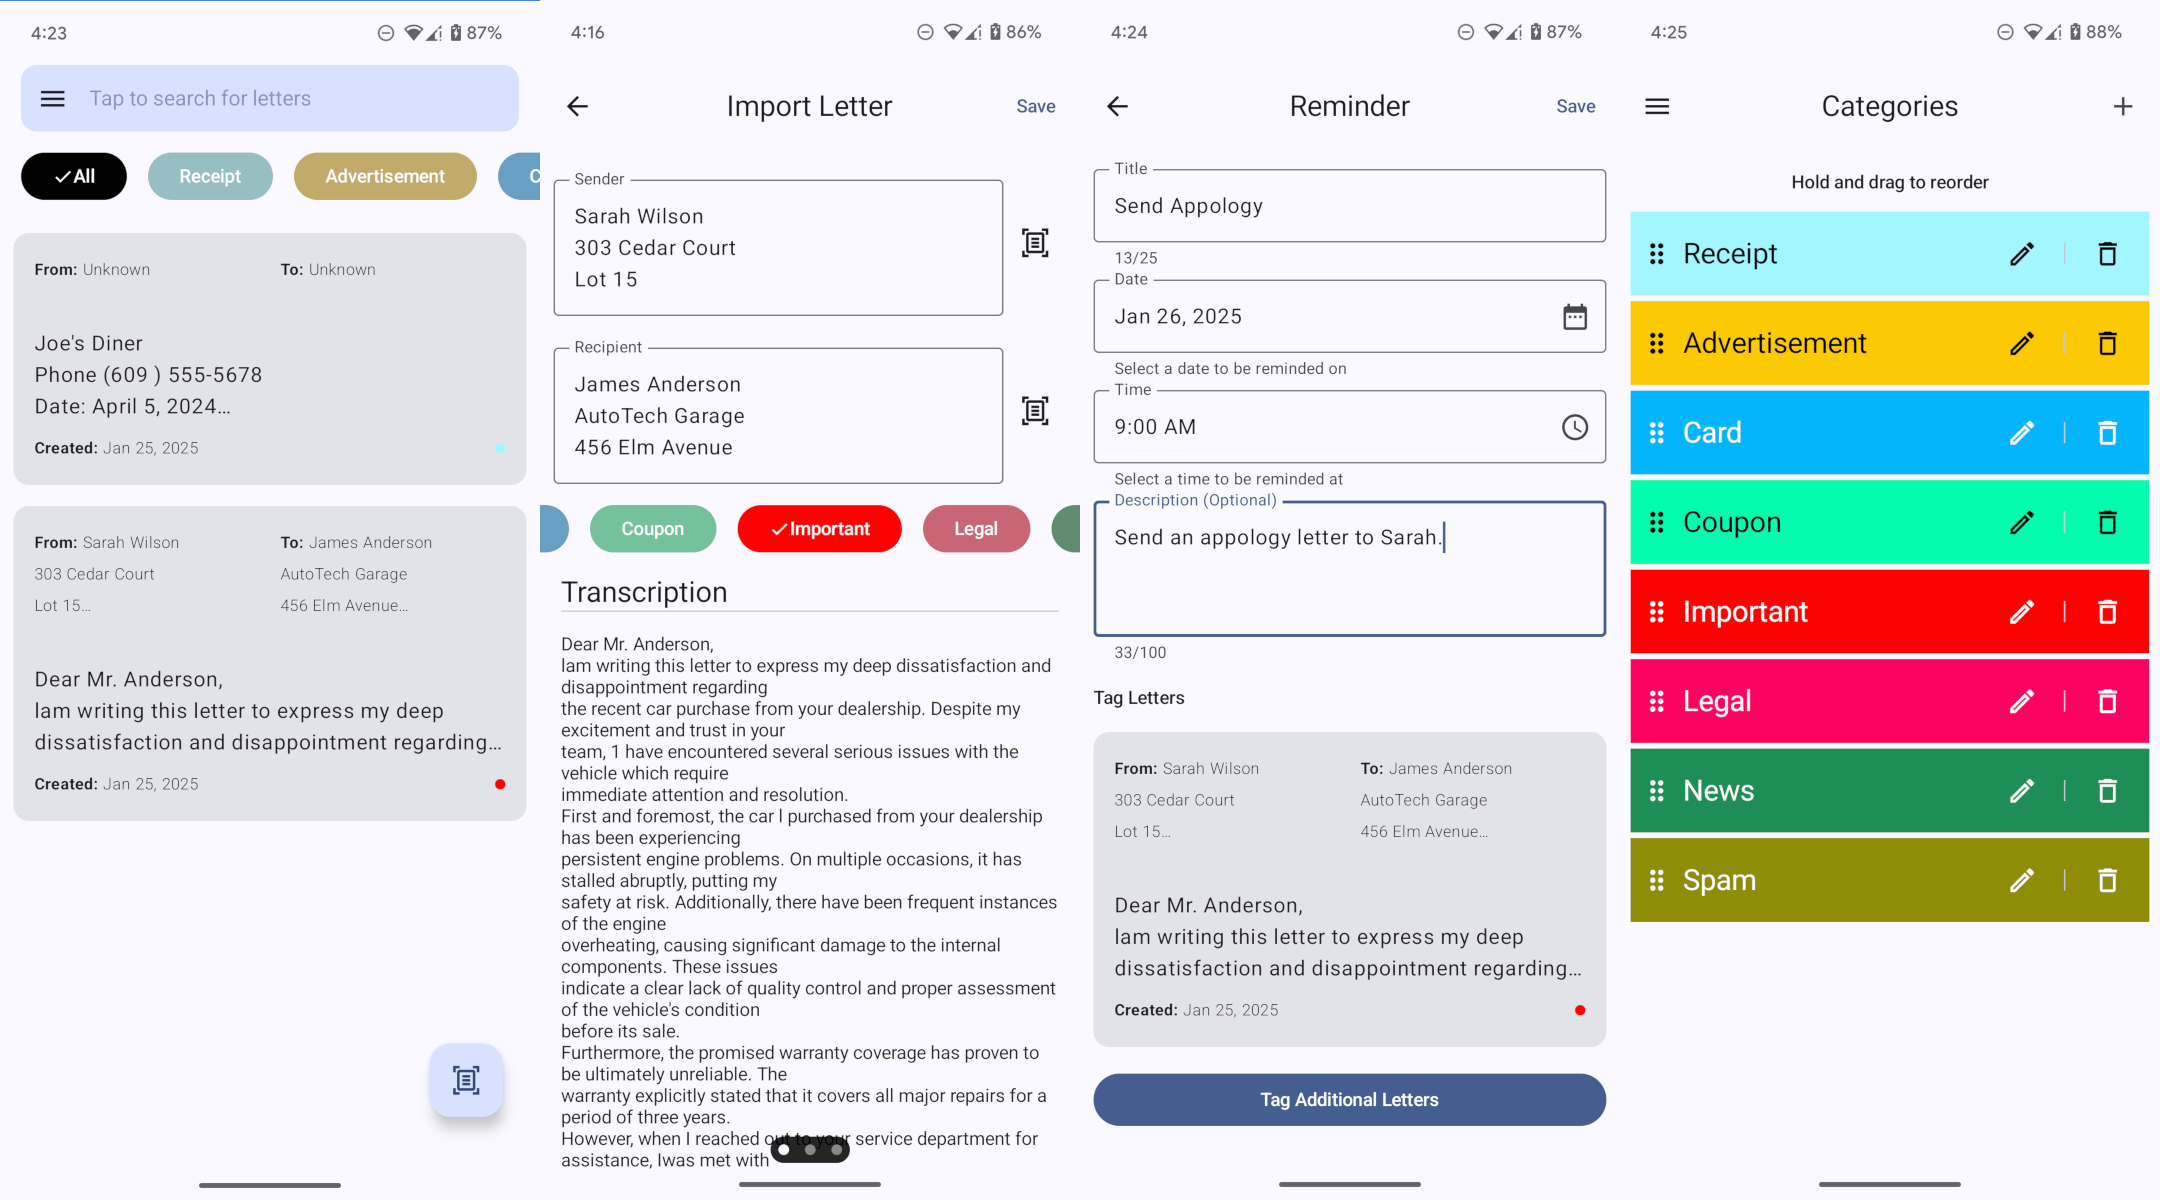 4:23
87%
Tap to search for letters
All
Receipt
Advertisement
C
From: Unknown
To: Unknown
Joe's Diner
Phone (609 ) 555-5678
Date: April 5, 2024...
Created: Jan 25, 2025
From: Sarah Wilson
303 Cedar Court
Lot 15...
To: James Anderson
AutoTech Garage
456 Elm Avenue...
Dear Mr. Anderson,
Iam writing this letter to express my deep
dissatisfaction and disappointment regarding...
Created: Jan 25, 2025
4:16
86%
Import Letter
Save
Sender
Sarah Wilson
303 Cedar Court
Lot 15
Recipient
James Anderson
AutoTech Garage
456 Elm Avenue
Coupon
Important
Legal
Transcription
Dear Mr. Anderson,
Iam writing this letter to express my deep dissatisfaction and
disappointment regarding
the recent car purchase from your dealership. Despite my
excitement and trust in your
team, 1 have encountered several serious issues with the
vehicle which require
immediate attention and resolution.
First and foremost, the car I purchased from your dealership
has been experiencing
persistent engine problems. On multiple occasions, it has
stalled abruptly, putting my
safety at risk. Additionally, there have been frequent instances
of the engine
overheating, causing significant damage to the internal
components. These issues
indicate a clear lack of quality control and proper assessment
of the vehicle's condition
before its sale.
Furthermore, the promised warranty coverage has proven to
be ultimately unreliable. The
warranty explicitly stated that it covers all major repairs for a
period of three years.
However, when I reached out to your service department for
assistance, Iwas met with
4:24
87%
Reminder
Save
Title
Send Appology
13/25
Date
Jan 26, 2025
Select a date to be reminded on
Time
9:00 AM
Select a time to be reminded at
Description (Optional)
Send an appology letter to Sarah.
33/100
Tag Letters
From: Sarah Wilson
303 Cedar Court
Lot 15...
To: James Anderson
AutoTech Garage
456 Elm Avenue...
Dear Mr. Anderson,
Iam writing this letter to express my deep
dissatisfaction and disappointment regarding...
Created: Jan 25, 2025
Tag Additional Letters
4:25
88%
Categories
Hold and drag to reorder
Receipt
Advertisement
Card
Coupon
Important
Legal
News
Spam